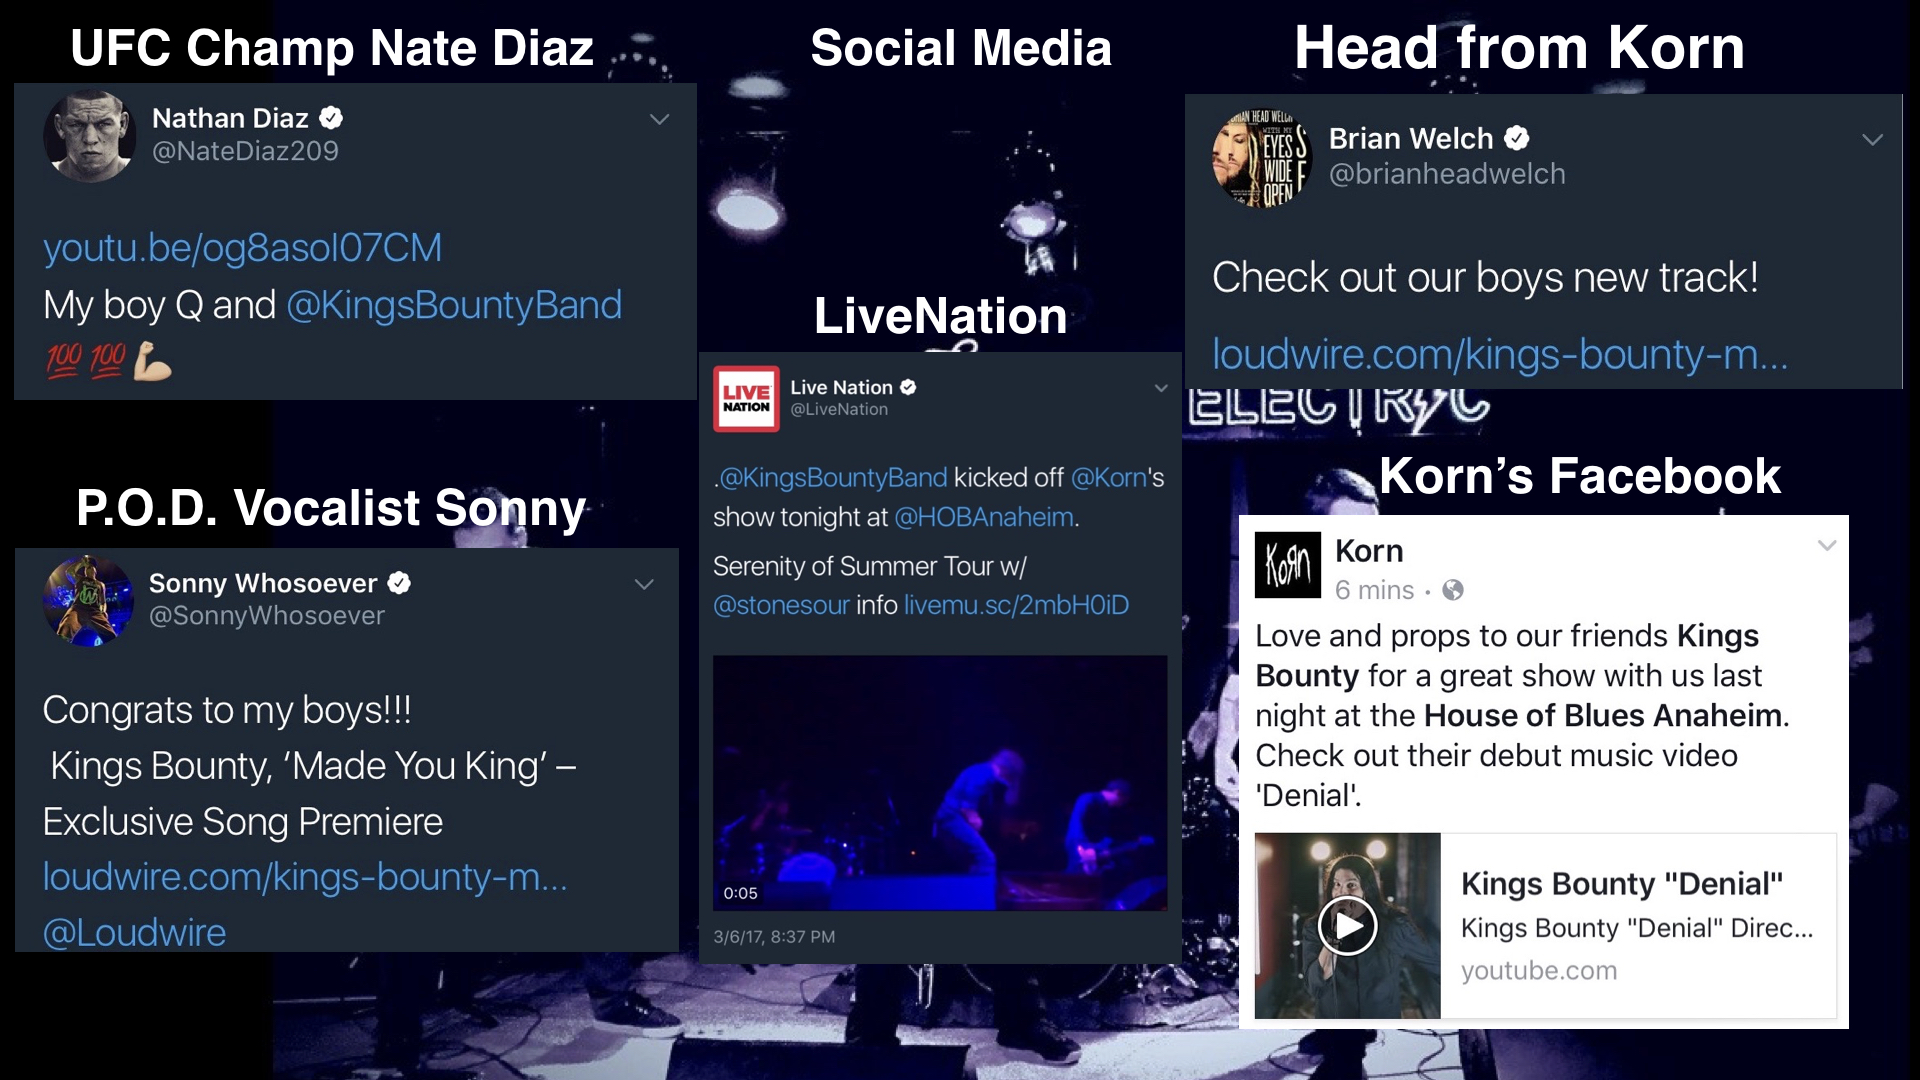 UFC Champ Nate Diaz
Nathan Diaz
@NateDiaz209
youtu.be/og8asoI07CM
My boy Q and @KingsBountyBand
💯 💯 💪🏼
P.O.D. Vocalist Sonny
Sonny Whosoever
@SonnyWhosoever
Congrats to my boys!!!
Kings Bounty, ‘Made You King’ –
Exclusive Song Premiere
loudwire.com/kings-bounty-m...
@Loudwire
Social Media
LiveNation
LIVE
NATION
Live Nation
@LiveNation
.@KingsBountyBand kicked off @Korn's
show tonight at @HOBAnaheim.
Serenity of Summer Tour w/
@stonesour info livemu.sc/2mbH0iD
0:05
3/6/17, 8:37 PM
Head from Korn
BRIAN HEAD WELCH
WITH MY
EYES
WIDE
OPEN
Brian Welch
@brianheadwelch
Check out our boys new track!
loudwire.com/kings-bounty-m...
ELECTRIC
Korn’s Facebook
KoЯn
Korn
6 mins ·
Love and props to our friends Kings
Bounty for a great show with us last
night at the House of Blues Anaheim.
Check out their debut music video
'Denial'.
Kings Bounty "Denial"
Kings Bounty "Denial" Direc...
youtube.com